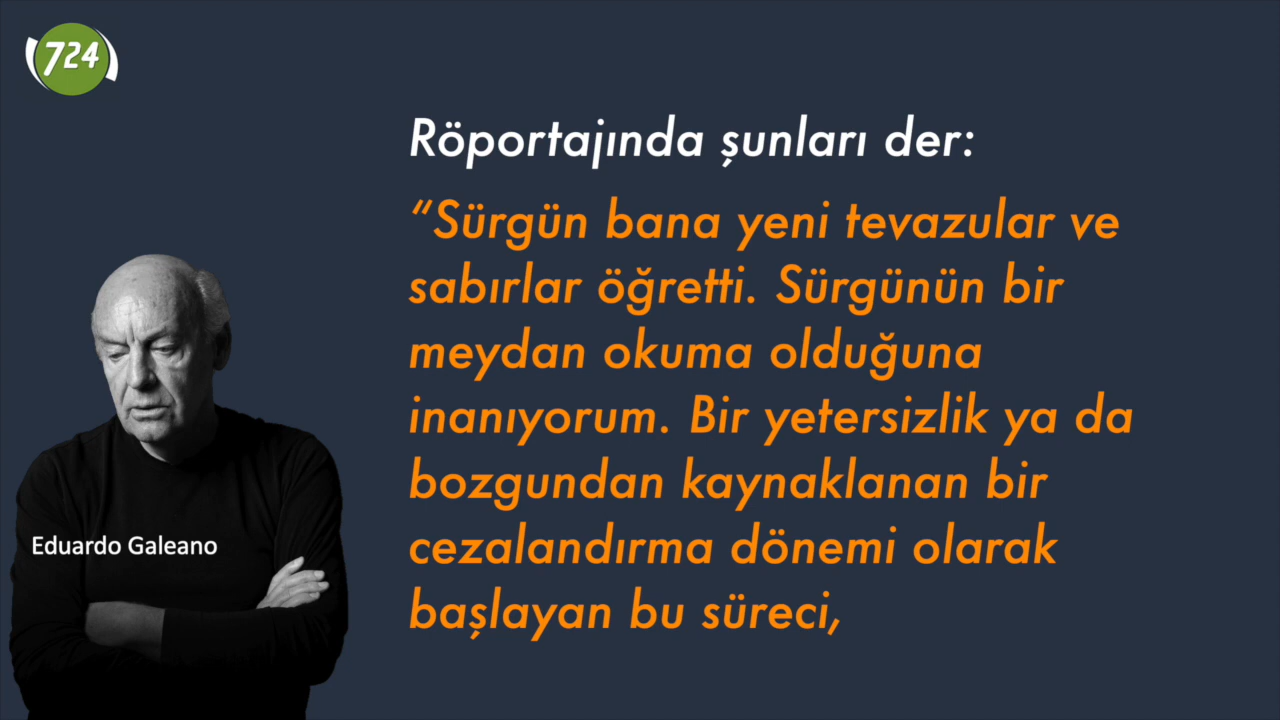 724
Röportajında şunları der:
“Sürgün bana yeni tevazular ve
sabırlar öğretti. Sürgünün bir
meydan okuma olduğuna
inanıyorum. Bir yetersizlik ya da
bozgundan kaynaklanan bir
cezalandırma dönemi olarak
başlayan bu süreci,
Eduardo Galeano